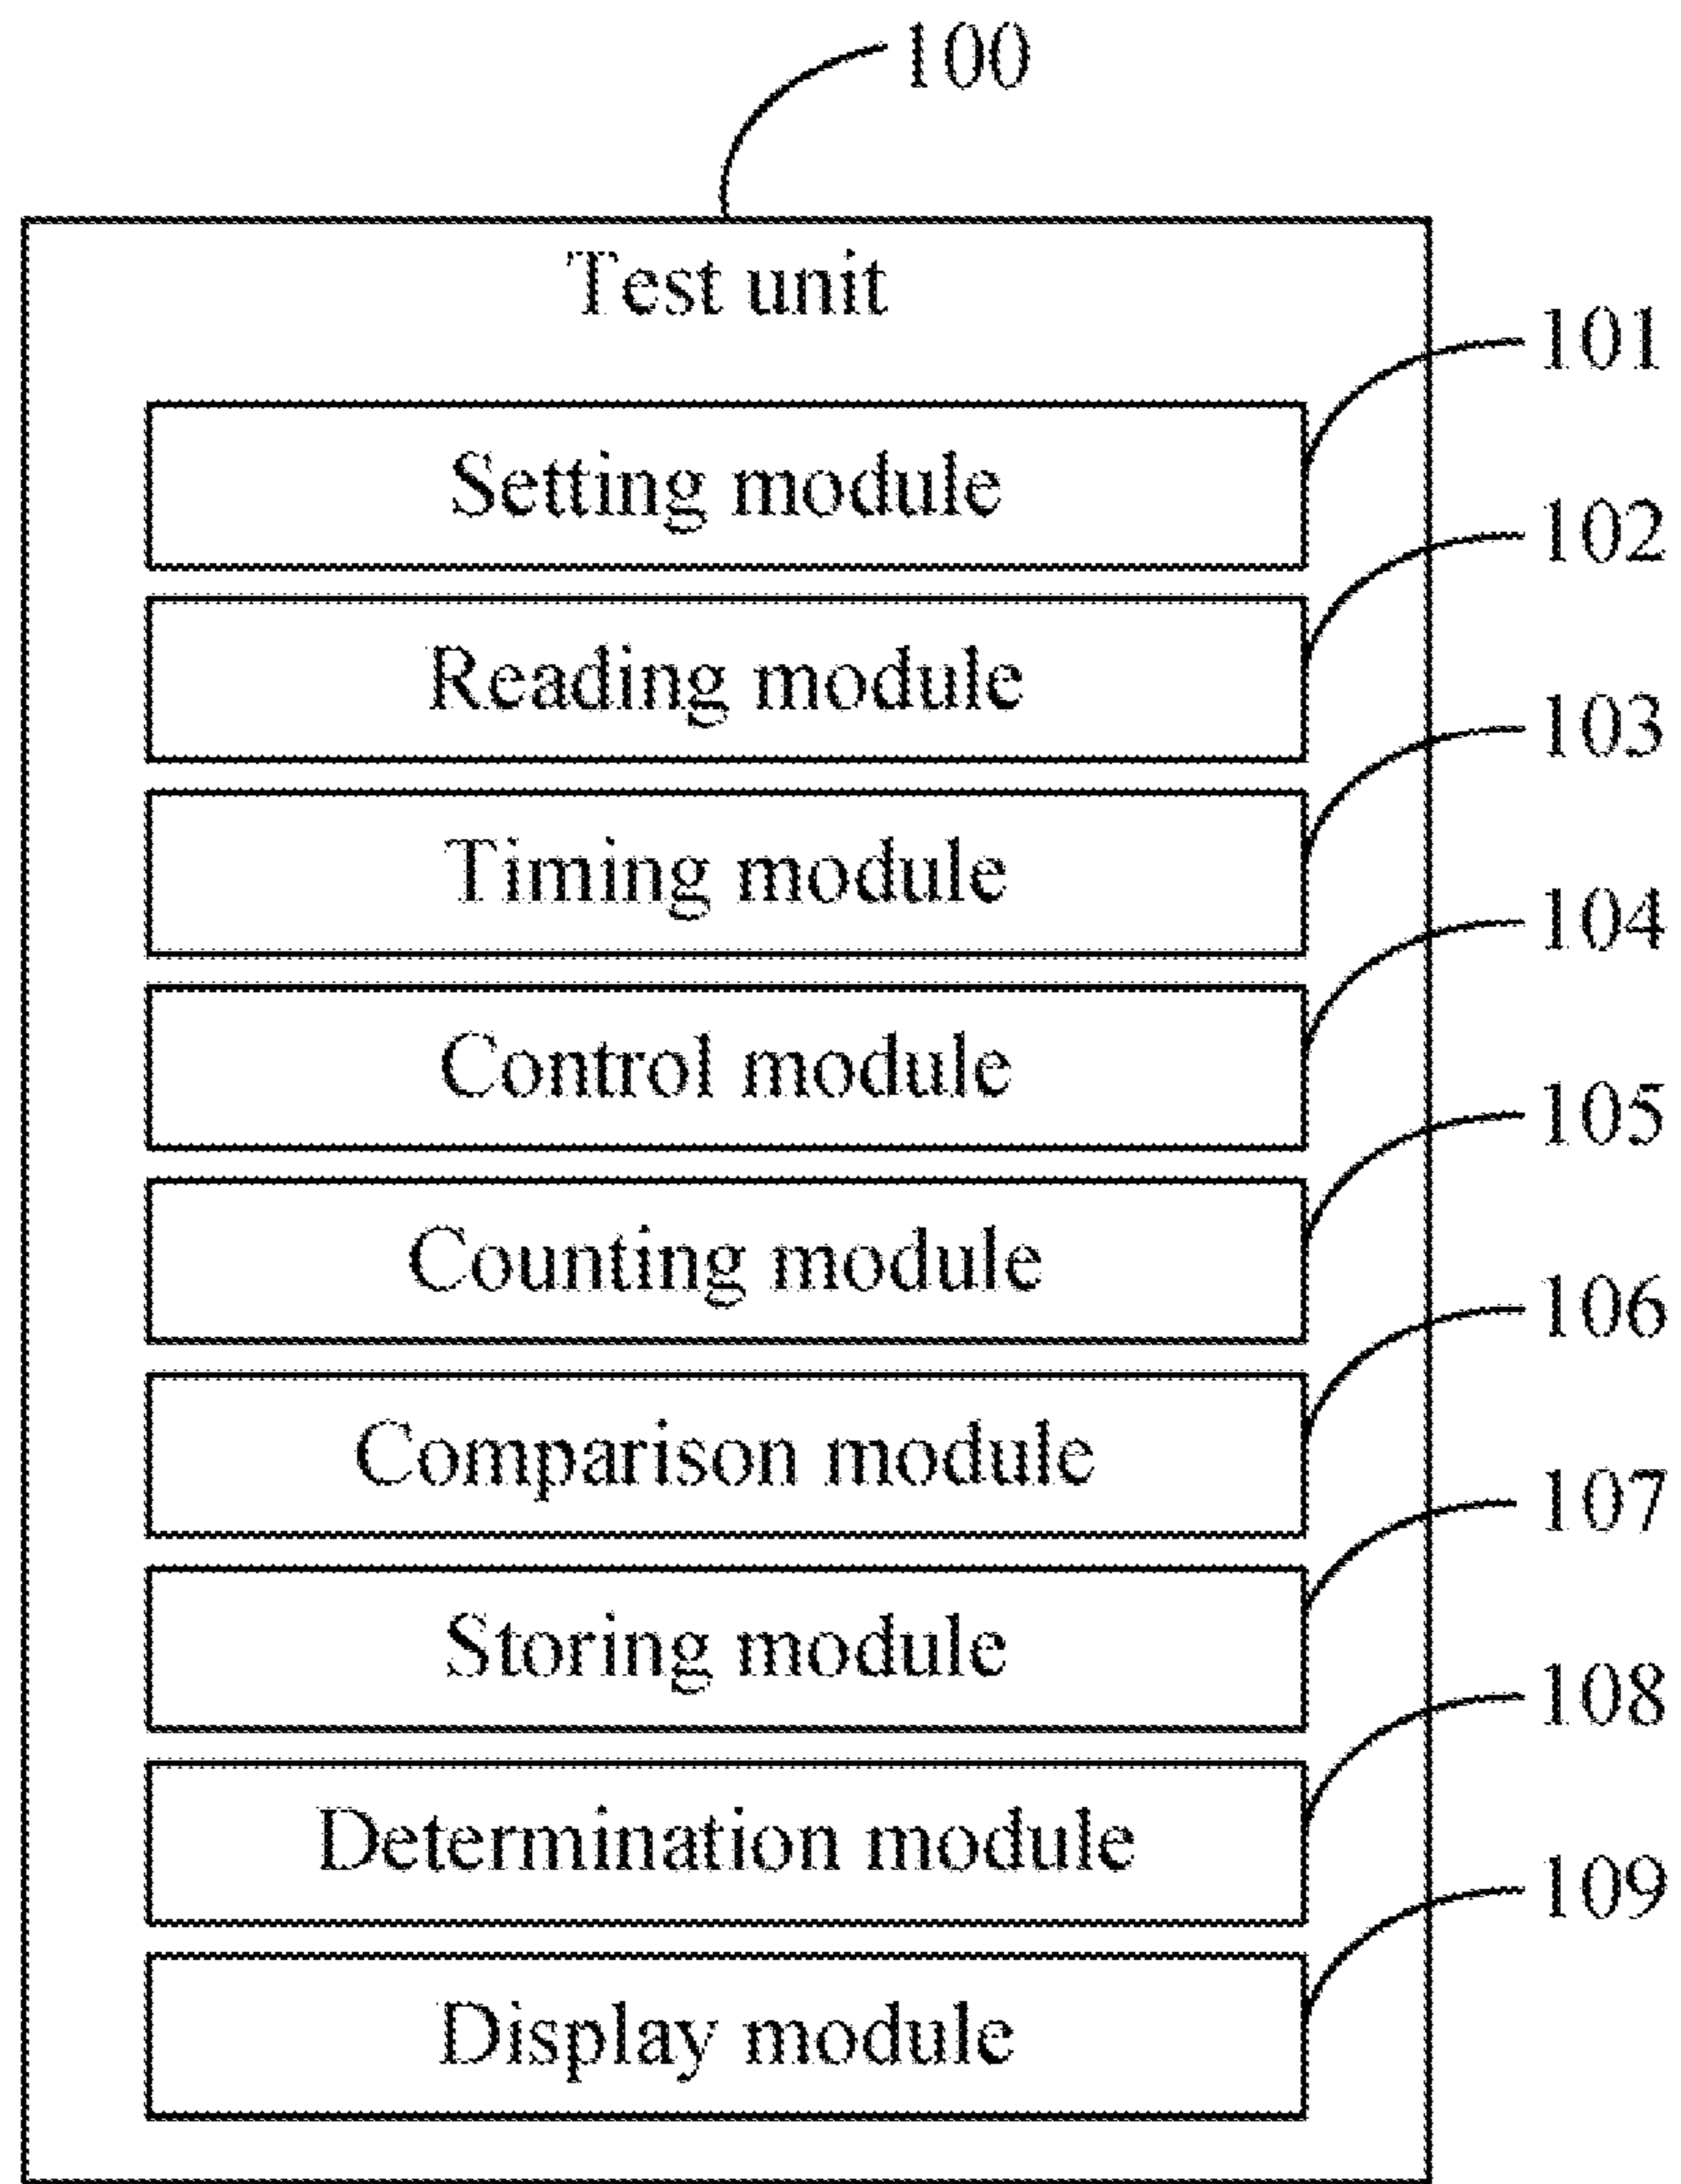 100
Test unit
101
Setting module
102
Reading module
103
Timing module
104
Control module
105
Counting module
106
Comparison module
107
Storing module
108
Determination module
109
Display module